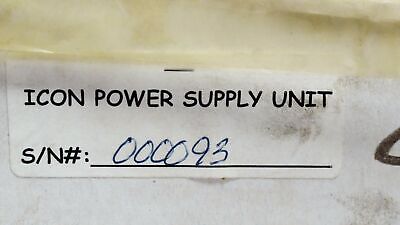 ICON POWER SUPPLY UNIT
S/N#: 000093